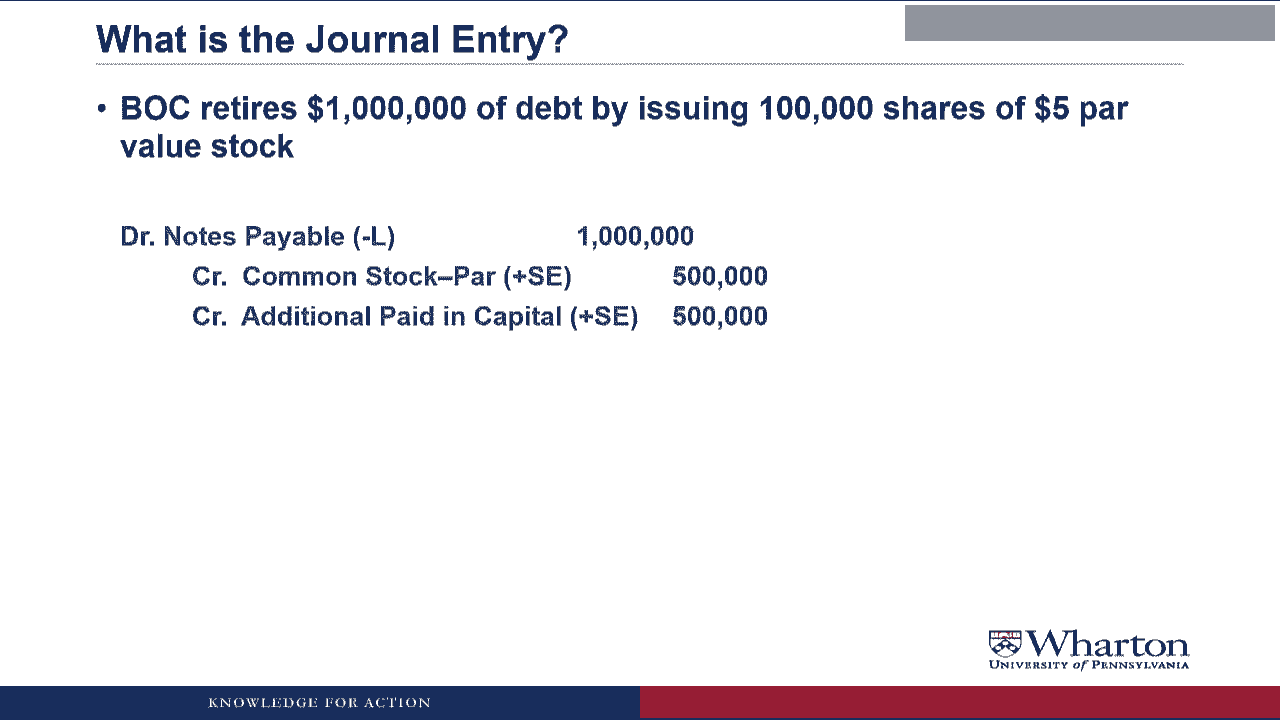 What is the Journal Entry?
• BOC retires $1,000,000 of debt by issuing 100,000 shares of $5 par
value stock
Dr. Notes Payable (-L) 1,000,000
Cr. Common Stock–Par (+SE) 500,000
Cr. Additional Paid in Capital (+SE) 500,000
Wharton
UNIVERSITY of PENNSYLVANIA
KNOWLEDGE FOR ACTION